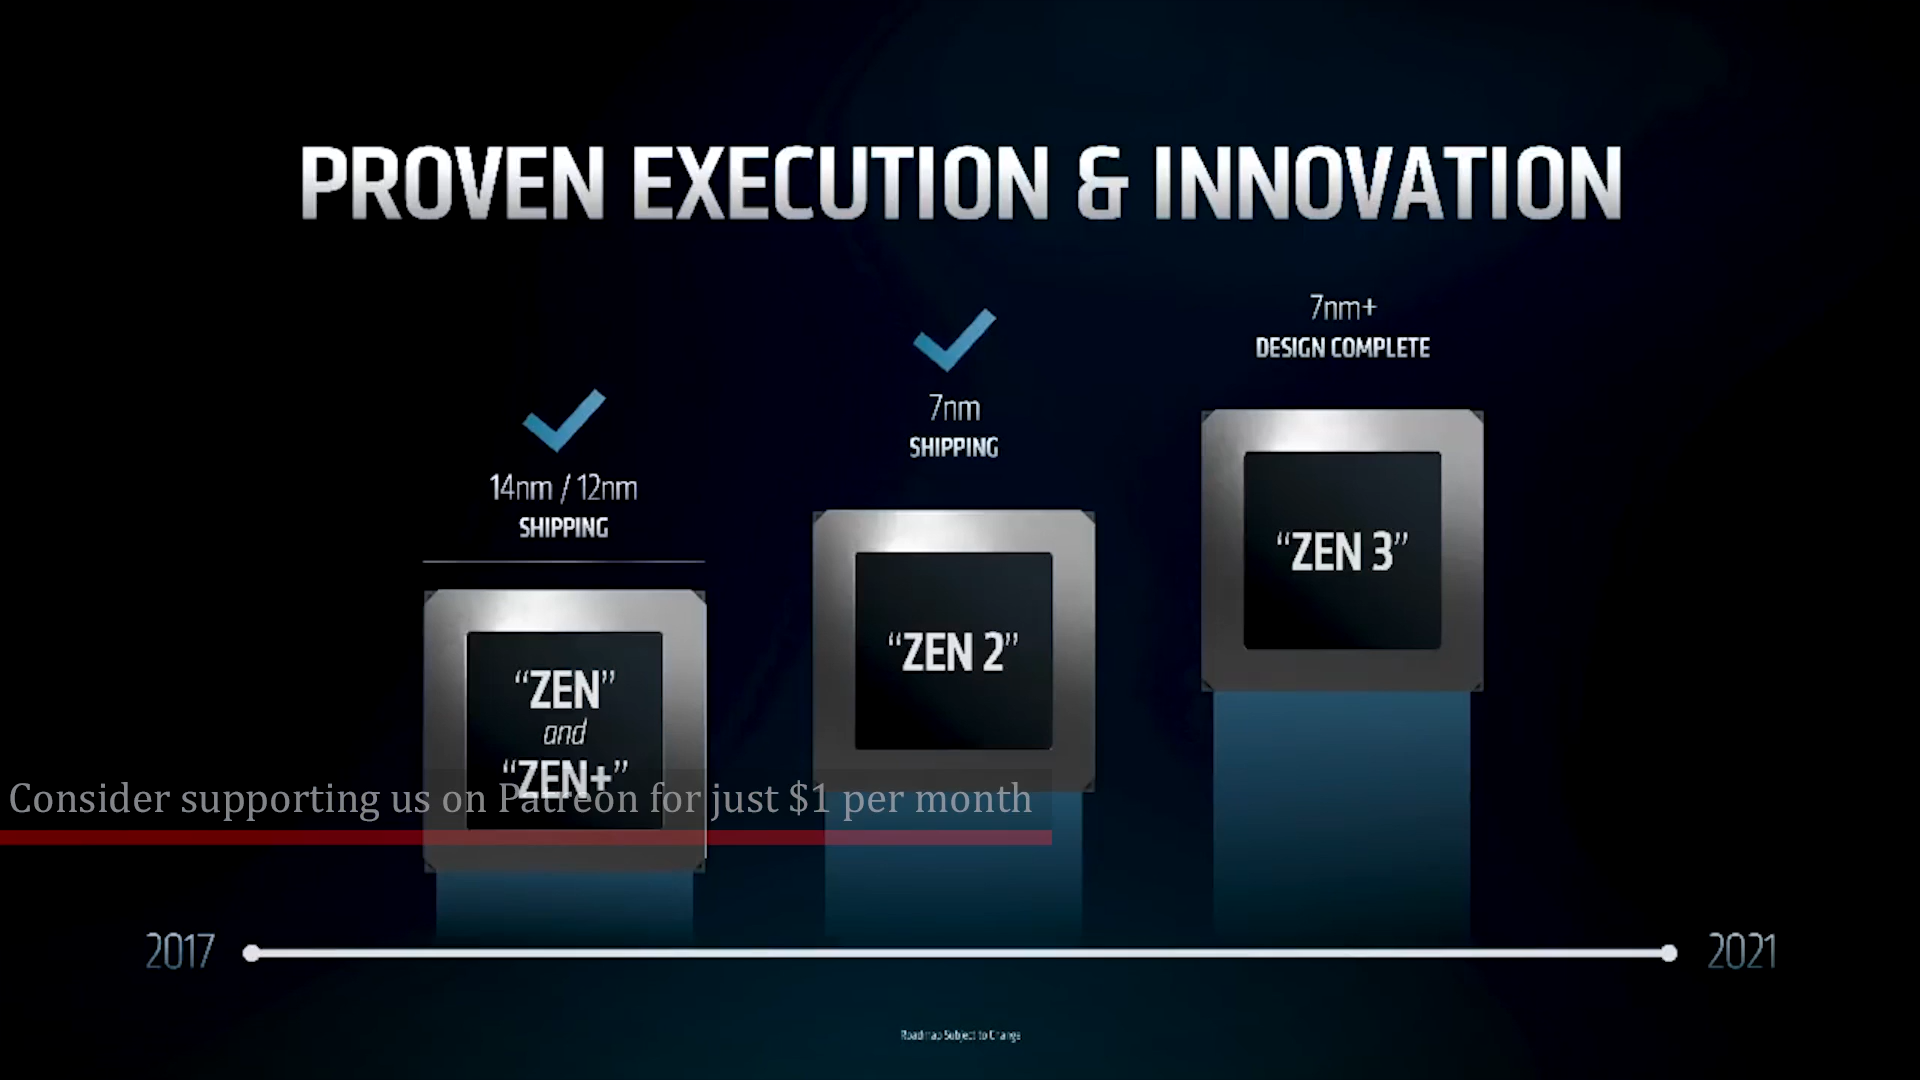 PROVEN EXECUTION & INNOVATION
7nm+
DESIGN COMPLETE
7nm
SHIPPING
14nm / 12nm
SHIPPING
“ZEN 3”
“ZEN 2”
“ZEN”
and
“ZEN+”
Consider supporting us on Patreon for just $1 per month
2017
2021
Roadmap Subject to Change